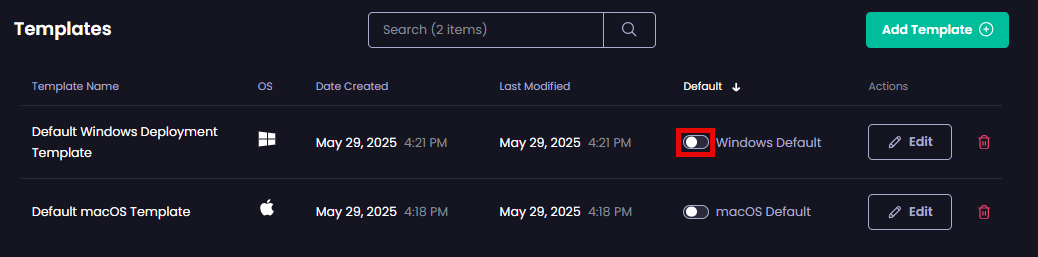 Templates
Search (2 items)
Add Template
Template Name OS Date Created Last Modified Default Actions
Default Windows Deployment
Template
May 29, 2025 4:21 PM May 29, 2025 4:21 PM Windows Default Edit
Default macOS Template May 29, 2025 4:18 PM May 29, 2025 4:18 PM macOS Default Edit